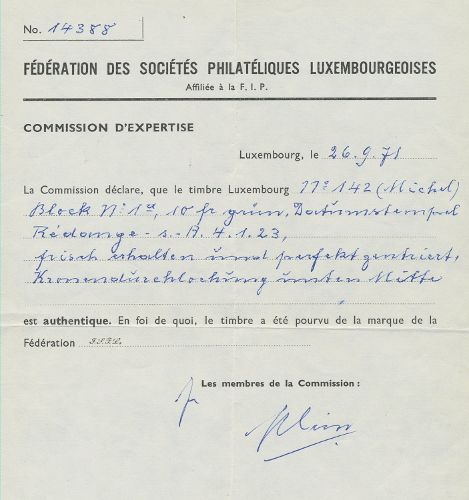 No. 14388
FÉDÉRATION DES SOCIÉTÉS PHILATÉLIQUES LUXEMBOURGEOISES
Affiliée à la F. I. P.
COMMISSION D'EXPERTISE
Luxembourg, le 26.9.71
La Commission déclare, que le timbre Luxembourg No 142 (Michel)
Block No 1a, 10 fr grün, Datumstempel
Rédange-s.-A. 4.1.23,
frisch erhalten und perfekt zentriert,
Kronendurchlochung unten Mitte
est authentique. En foi de quoi, le timbre a été pourvu de la marque de la
Fédération F.S.P.L.
Les membres de la Commission :